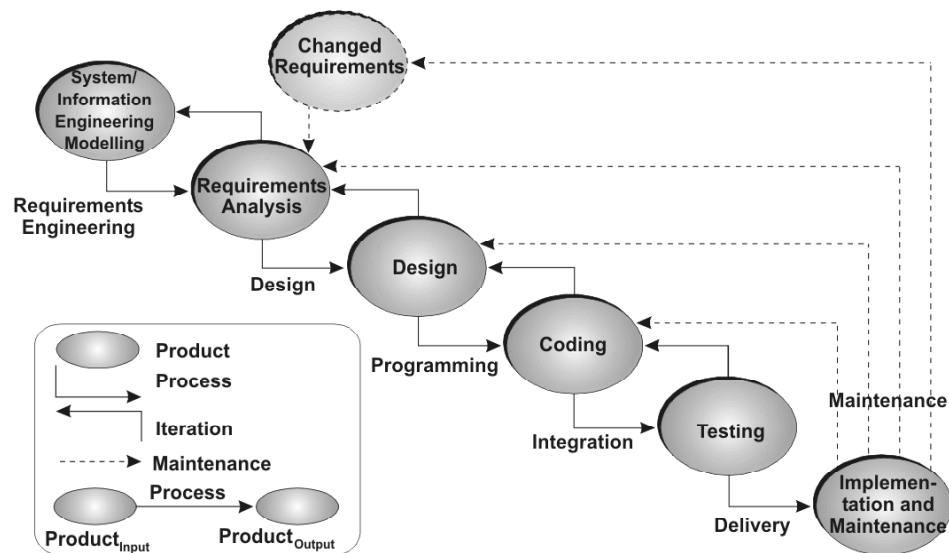 Changed
Requirements
System/
Information
Engineering
Modelling
Requirements
Analysis
Requirements
Engineering
Design
Design
Coding
Programming
Testing
Integration
Maintenance
Implemen-
tation and
Maintenance
Delivery
Product
Process
Iteration
Maintenance
Process
Product Input
Product Output